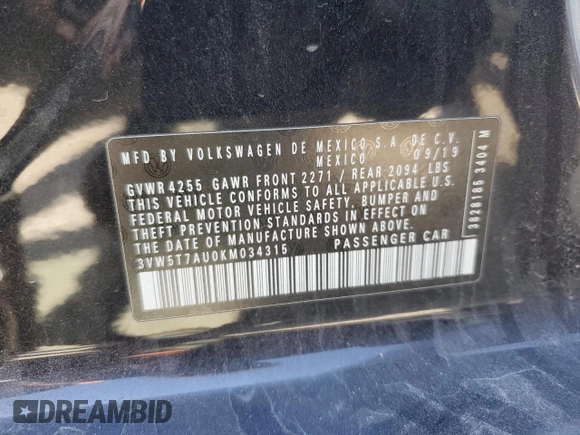 MFD BY VOLKSWAGEN DE MEXICO S.A. DE C.V.
MEXICO 09/19
GVWR 4255 GAWR FRONT 2271 / REAR 2094 LBS
THIS VEHICLE CONFORMS TO ALL APPLICABLE U.S.
FEDERAL MOTOR VEHICLE SAFETY, BUMPER AND
THEFT PREVENTION STANDARDS IN EFFECT ON
THE DATE OF MANUFACTURE SHOWN ABOVE.
3VW5T7AU0KM034315 PASSENGER CAR
3G26166 3404 M
DREAMBID